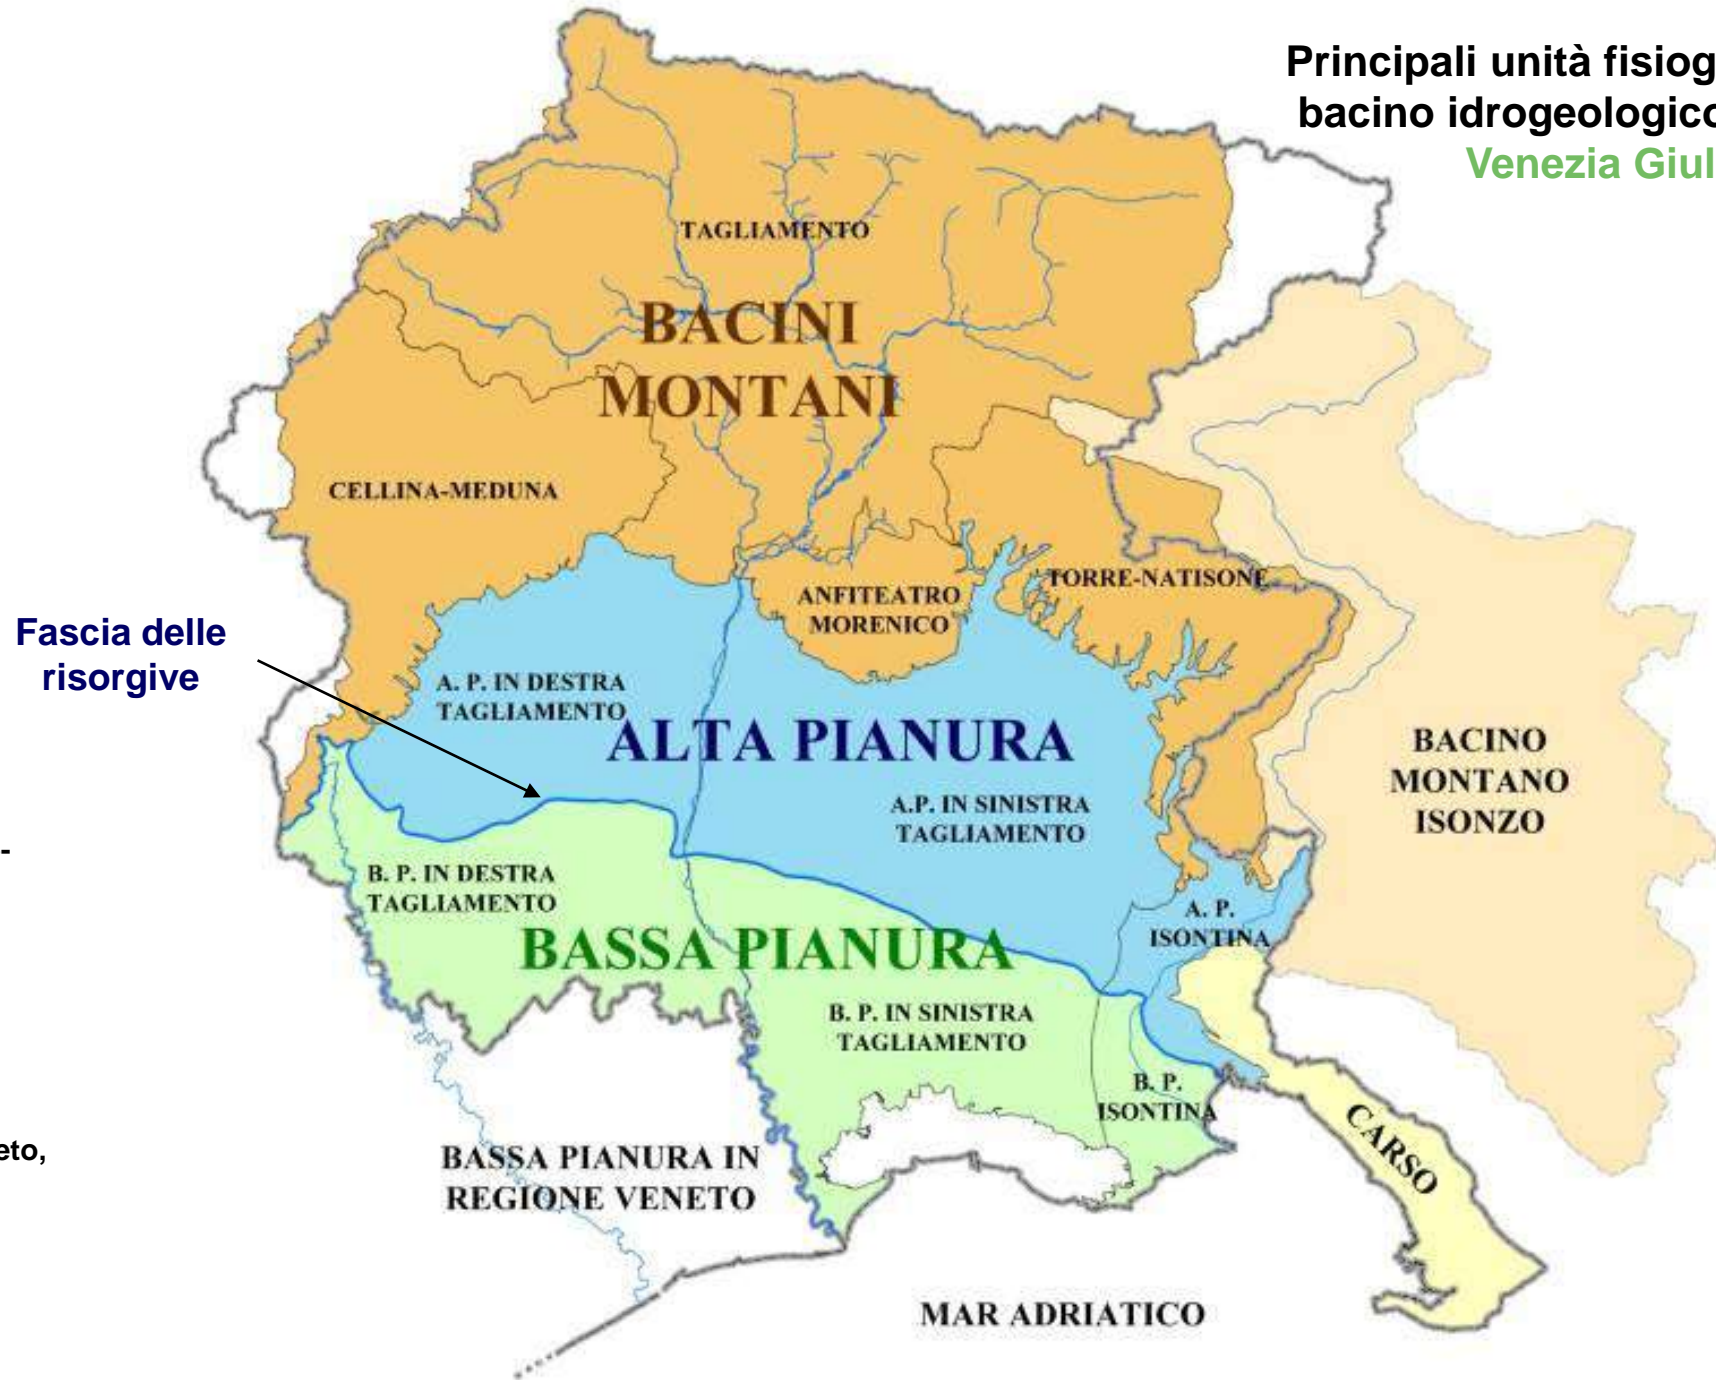 Principali unità fisiog
bacino idrogeologico
Venezia Giul
TAGLIAMENTO
BACINI
MONTANI
CELLINA-MEDUNA
ANFITEATRO
MORENICO
TORRE-NATISONE
Fascia delle
risorgive
A. P. IN DESTRA
TAGLIAMENTO
ALTA PIANURA
A.P. IN SINISTRA
TAGLIAMENTO
BACINO
MONTANO
ISONZO
-
B. P. IN DESTRA
TAGLIAMENTO
A. P.
ISONTINA
BASSA PIANURA
B. P. IN SINISTRA
TAGLIAMENTO
B. P.
ISONTINA
CARSO
eto,
BASSA PIANURA IN
REGIONE VENETO
MAR ADRIATICO